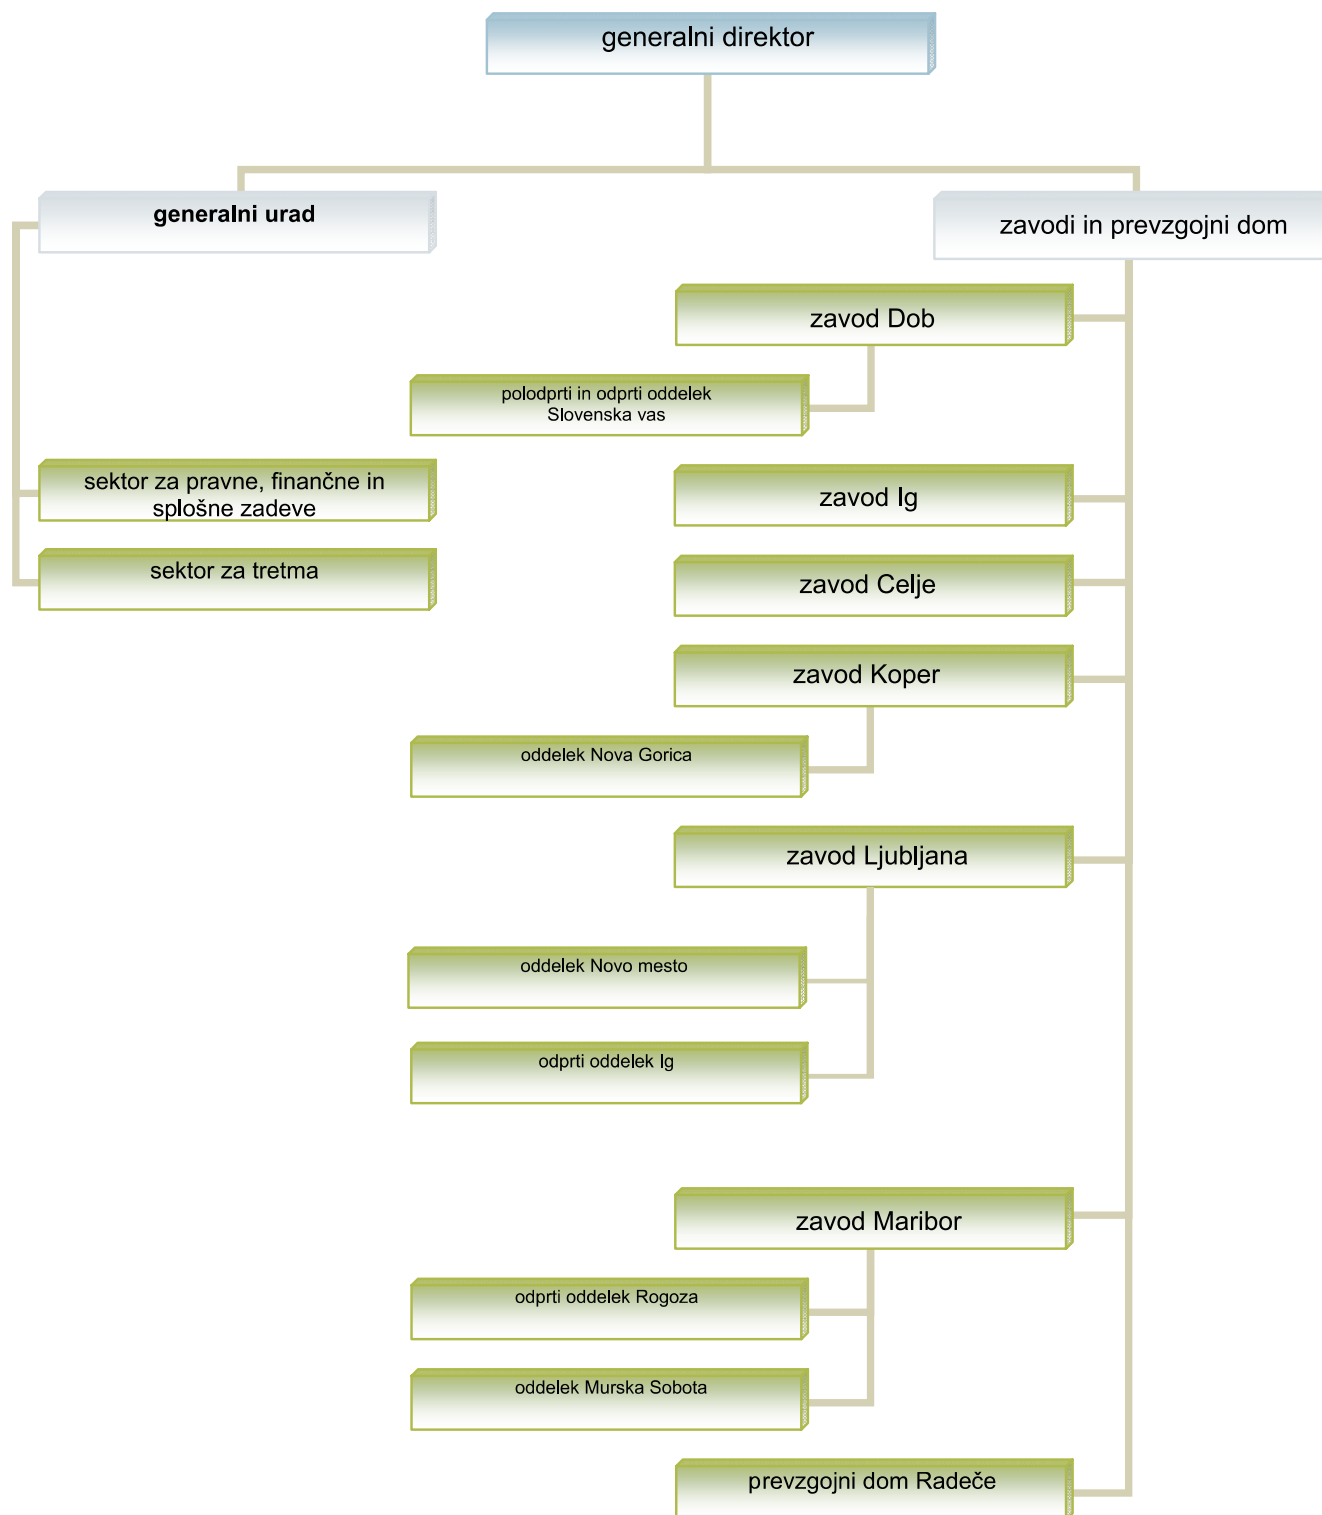 generalni direktor
generalni urad
zavodi in prevzgojni dom
zavod Dob
polodprti in odprti oddelek
Slovenska vas
sektor za pravne, finančne in
splošne zadeve
zavod Ig
sektor za tretma
zavod Celje
zavod Koper
oddelek Nova Gorica
zavod Ljubljana
oddelek Novo mesto
odprti oddelek Ig
zavod Maribor
odprti oddelek Rogoza
oddelek Murska Sobota
prevzgojni dom Radeče